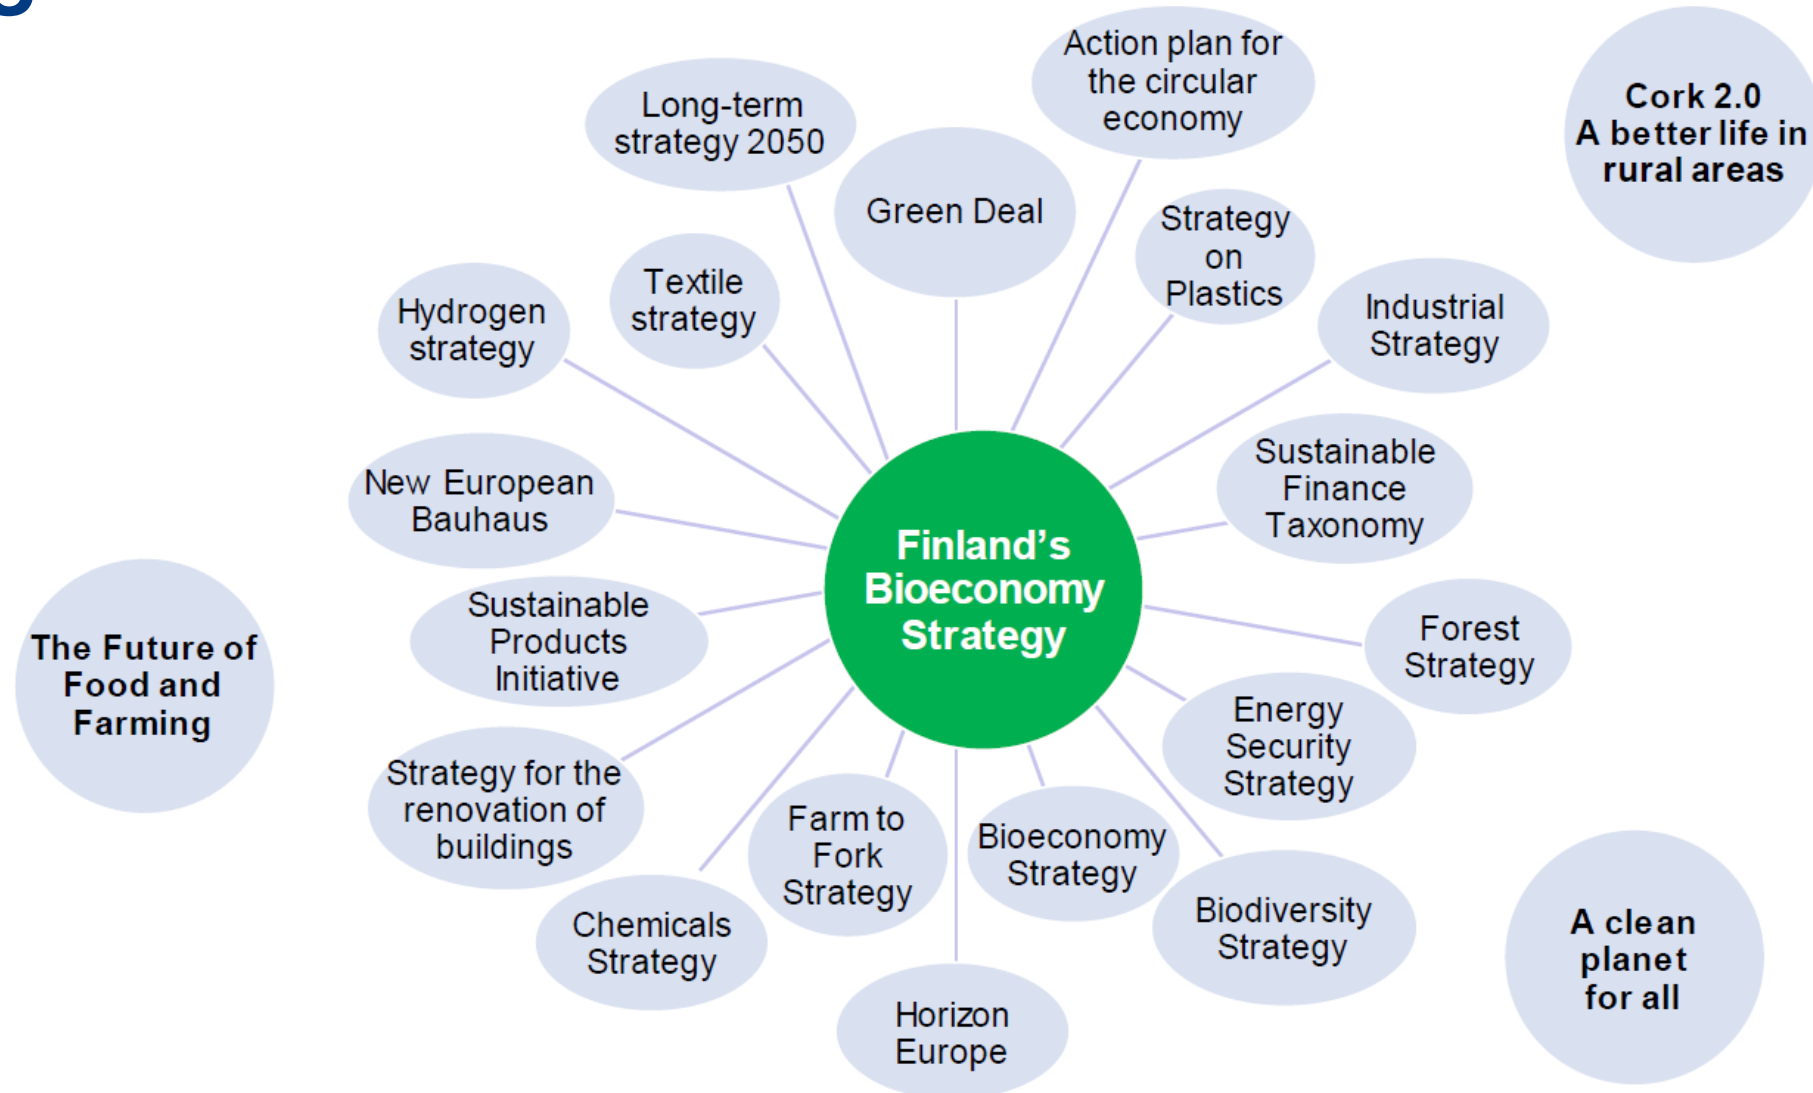 Action plan for
the circular
economy
Long-term
strategy 2050
Cork 2.0
A better life in
rural areas
Green Deal
Strategy
on
Plastics
Textile
strategy
Hydrogen
strategy
Industrial
Strategy
New European
Bauhaus
Sustainable
Finance
Taxonomy
Finland's
Bioeconomy
Strategy
The Future of
Food and
Farming
Sustainable
Products
Initiative
Forest
Strategy
Energy
Security
Strategy
Strategy for the
renovation of
buildings
Farm to
Fork
Strategy
Bioeconomy
Strategy
Chemicals
Strategy
Biodiversity
Strategy
A clean
planet
for all
Horizon
Europe